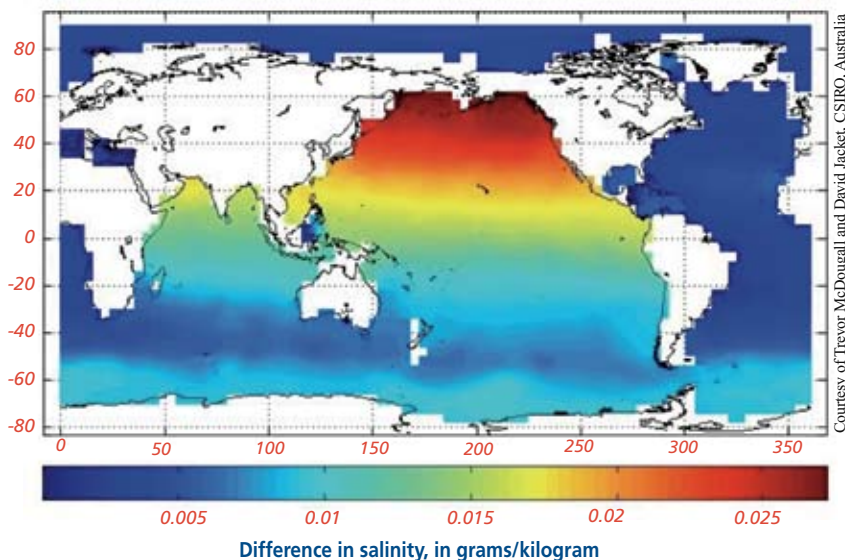 80
60
40
20
0
-20
-40
-60
-80
0 50 100 150 200 250 300 350
0.005 0.01 0.015 0.02 0.025
Difference in salinity, in grams/kilogram
Courtesy of Trevor McDougall and David Jacket, CSIRO, Australia